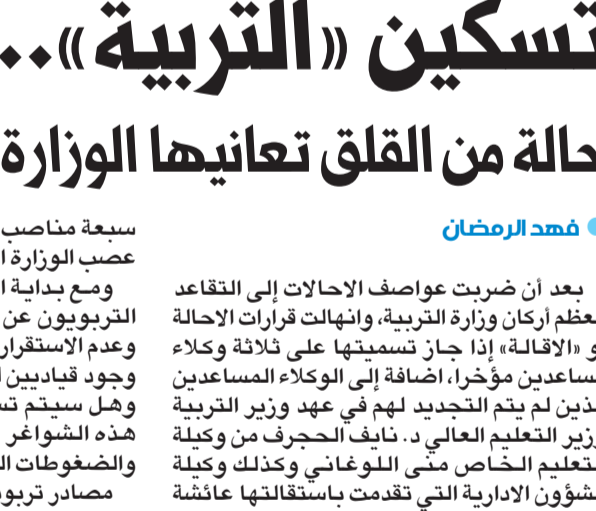 تسكين «التربية»..
حالة من القلق تعانيها الوزارة
فهد الرمضان
بعد أن ضربت عواصف الاحالات إلى التقاعد
معظم أركان وزارة التربية، وانهالت قرارات الاحالة
و «الاقالة» إذا جاز تسميتها على ثلاثة وكلاء
مساعدين مؤخرا، اضافة إلى الوكلاء المساعدين
الذين لم يتم التجديد لهم في عهد وزير التربية
وزير التعليم العالي د. نايف الحجرف من وكيلة
التعليم الخاص منى اللوغاني وكذلك وكيلة
الشؤون الادارية التي تقدمت باستقالتها عائشة
سبعة مناصب
عصب الوزارة
ومع بداية
التربويون عن
وعدم الاستقرار
وجود قياديين
وهل سيتم
هذه الشواغر
والضغوطات
مصادر